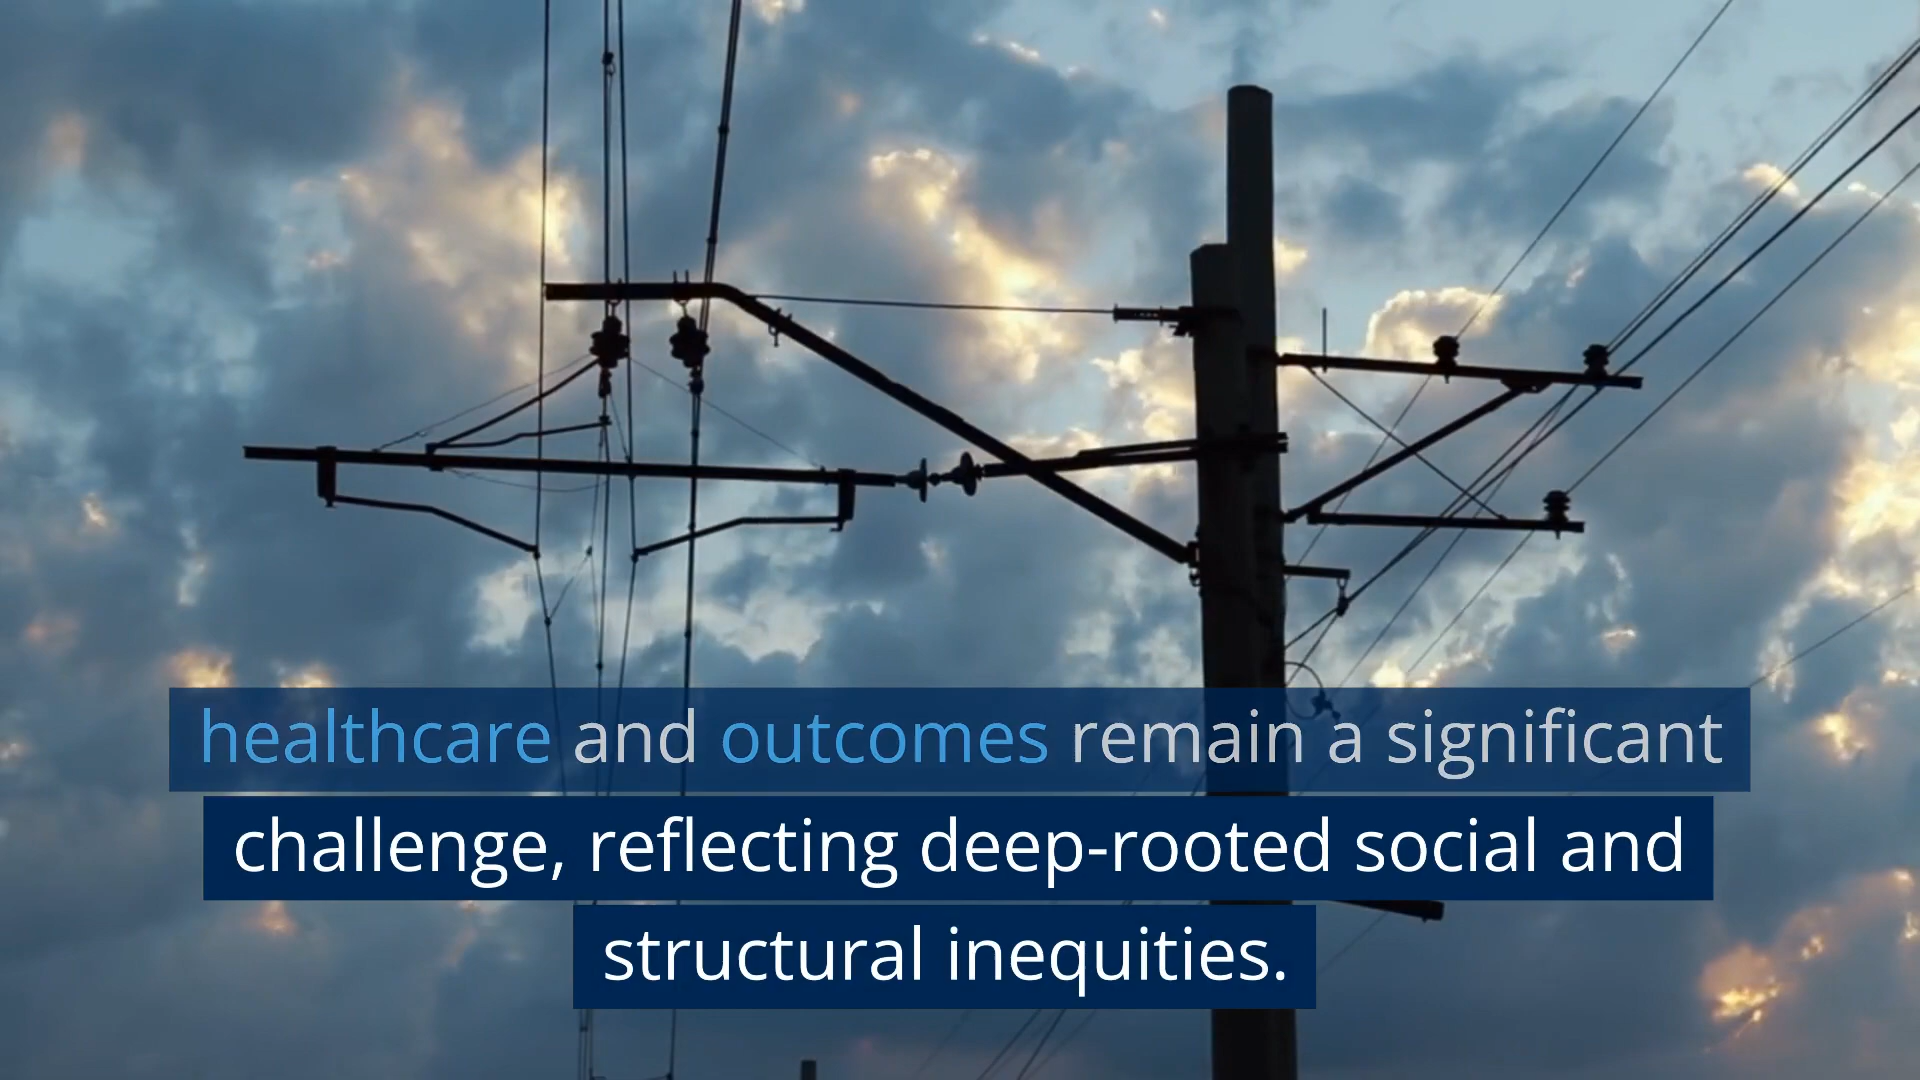 healthcare and outcomes remain a significant
challenge, reflecting deep-rooted social and
structural inequities.